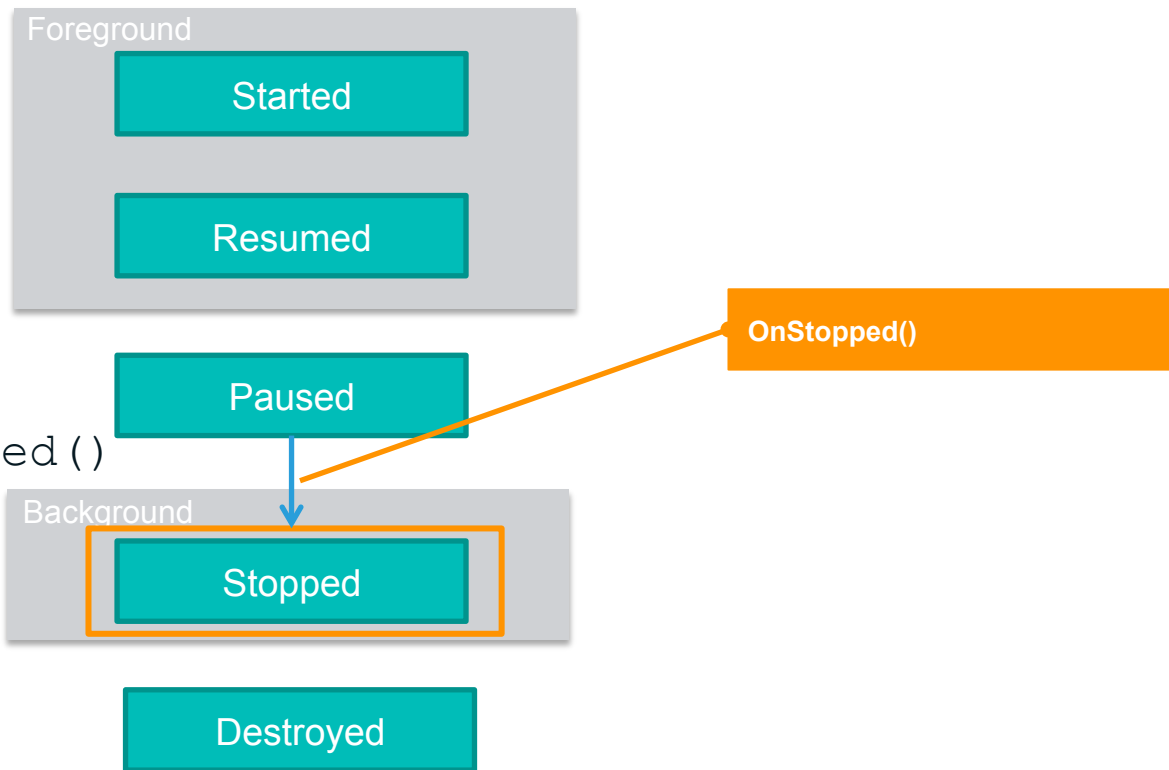 Foreground
Started
Resumed
OnStopped()
Paused
ed()
Background
Stopped
Destroyed